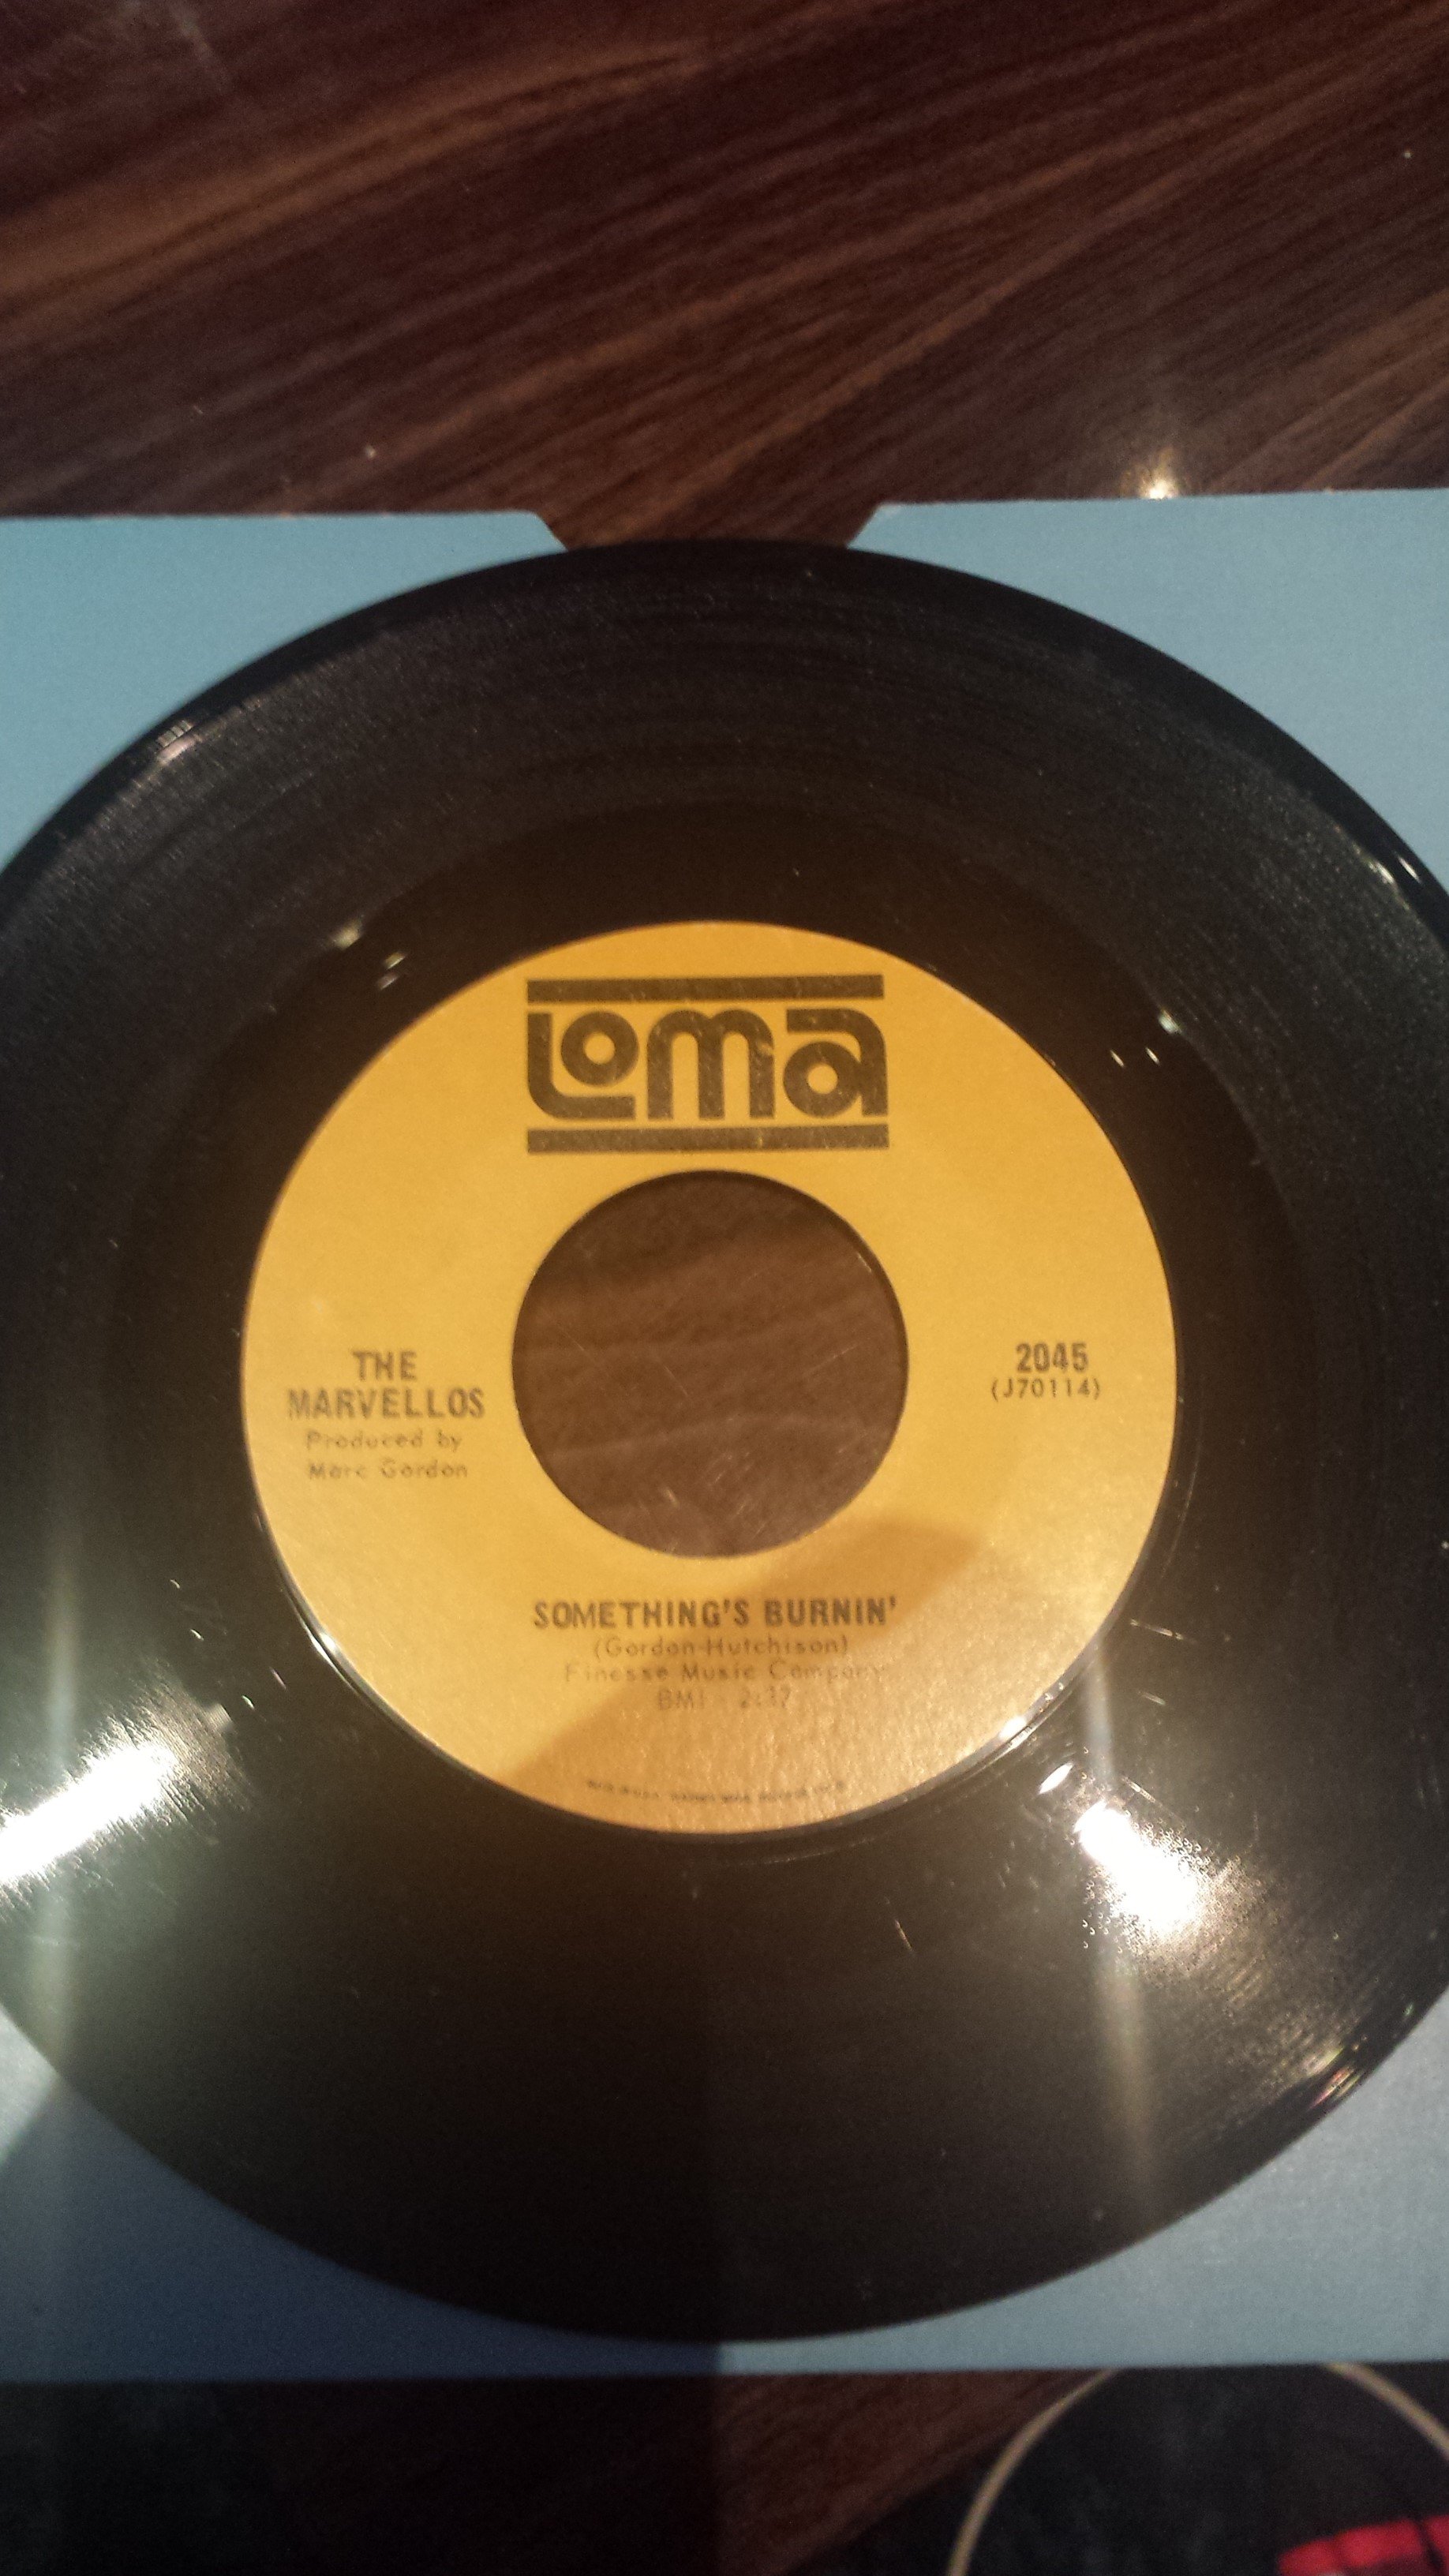 Loma
THE
MARVELLOS
Produced by
Marc Gordon
2045
(J70114)
SOMETHING'S BURNIN'
(Gordon-Hutchison)
Finesse Music Company
BMI